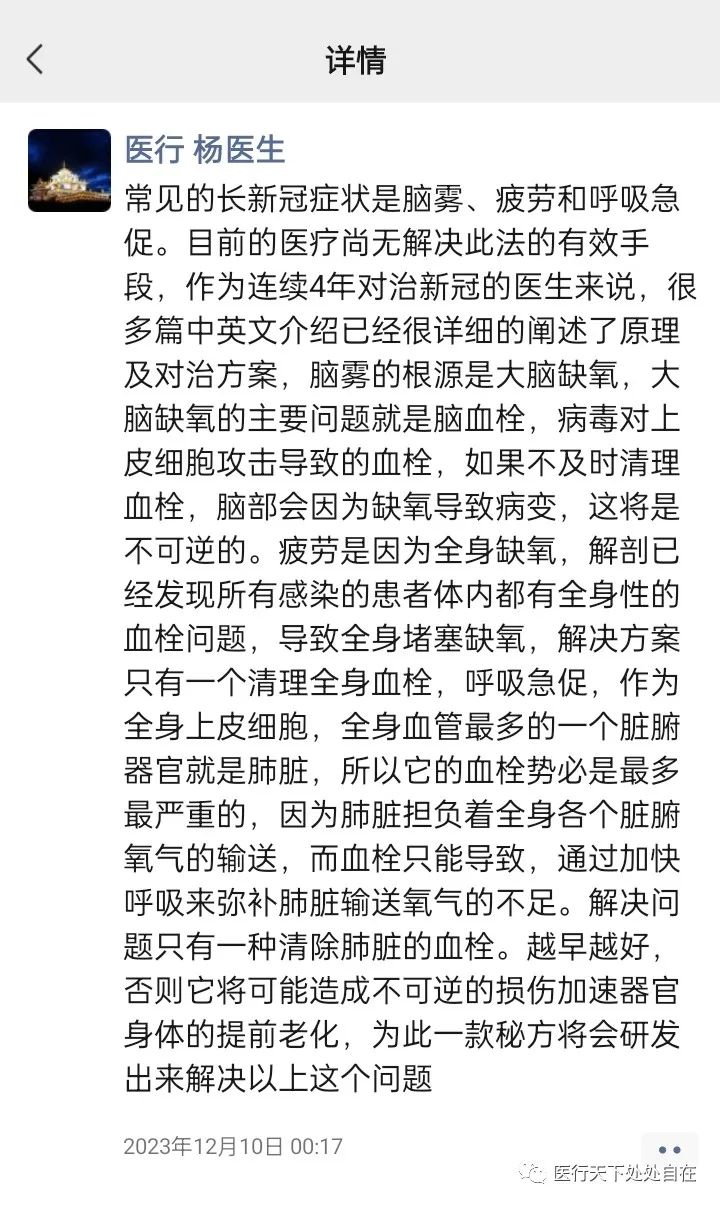 详情
医行 杨医生
常见的长新冠症状是脑雾、疲劳和呼吸急
促。目前的医疗尚无解决此法的有效手
段，作为连续4年对治新冠的医生来说，很
多篇中英文介绍已经很详细的阐述了原理
及对治方案，脑雾的根源是大脑缺氧，大
脑缺氧的主要问题就是脑血栓，病毒对上
皮细胞攻击导致的血栓，如果不及时清理
血栓，脑部会因为缺氧导致病变，这将是
不可逆的。疲劳是因为全身缺氧，解剖已
经发现所有感染的患者体内都有全身性的
血栓问题，导致全身堵塞缺氧，解决方案
只有一个清理全身血栓，呼吸急促，作为
全身上皮细胞，全身血管最多的一个脏腑
器官就是肺脏，所以它的血栓势必是最多
最严重的，因为肺脏担负着全身各个脏腑
氧气的输送，而血栓只能导致，通过加快
呼吸来弥补肺脏输送氧气的不足。解决问
题只有一种清除肺脏的血栓。越早越好，
否则它将可能造成不可逆的损伤加速器官
身体的提前老化，为此一款秘方将会研发
出来解决以上这个问题
2023年12月10日 00:17
医行天下处处自在